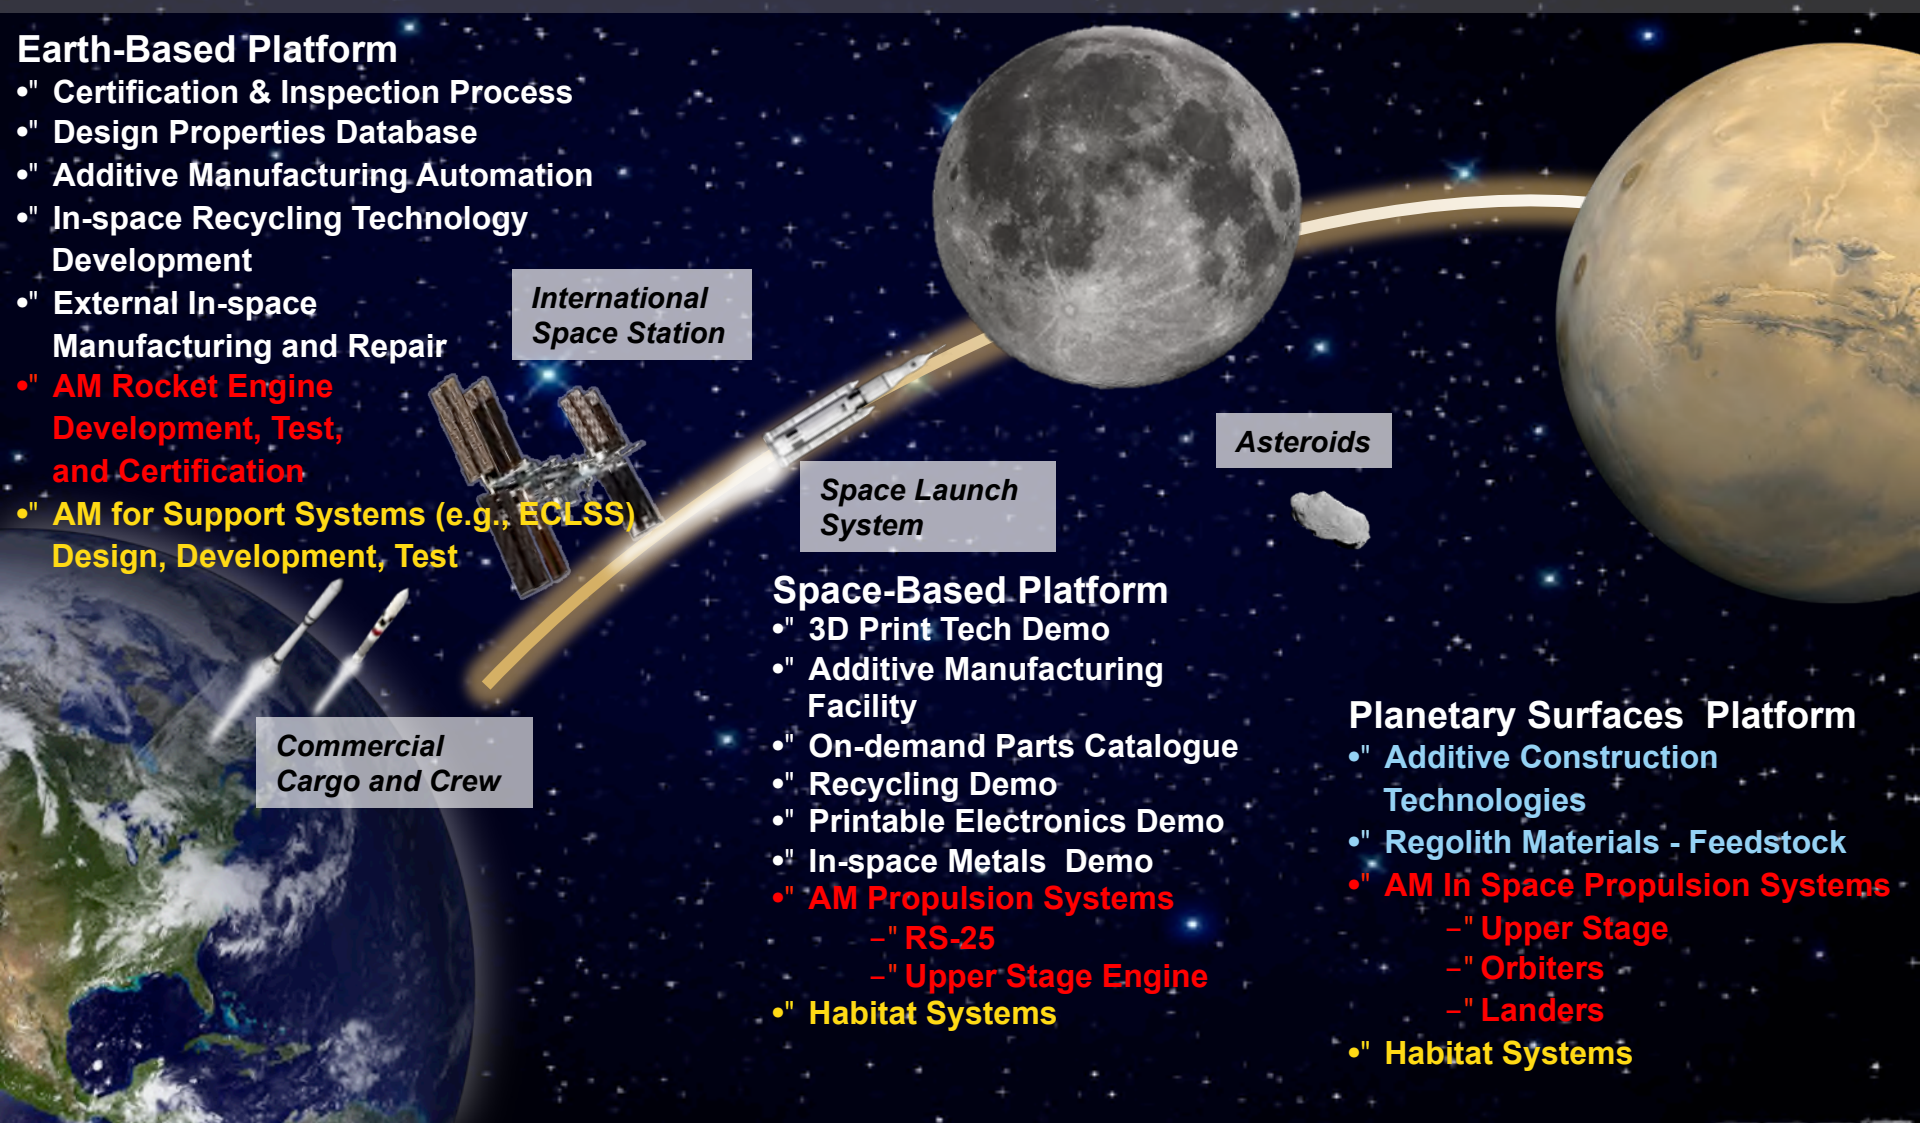 Earth-Based Platform
•" Certification & Inspection Process
•" Design Properties Database
•" Additive Manufacturing Automation
•" In-space Recycling Technology
Development
•" External In-space
Manufacturing and Repair
•" AM Rocket Engine
Development, Test,
and Certification
•" AM for Support Systems (e.g., ECLSS)
Design, Development, Test
International
Space Station
Space Launch
System
Asteroids
Commercial
Cargo and Crew
Space-Based Platform
•" 3D Print Tech Demo
•" Additive Manufacturing
Facility
•" On-demand Parts Catalogue
•" Recycling Demo
•" Printable Electronics Demo
•" In-space Metals  Demo
•" AM Propulsion Systems
–" RS-25
–" Upper Stage Engine
•" Habitat Systems
Planetary Surfaces  Platform
•" Additive Construction
Technologies
•" Regolith Materials - Feedstock
•" AM In Space Propulsion Systems
–" Upper Stage
–" Orbiters
–" Landers
•" Habitat Systems